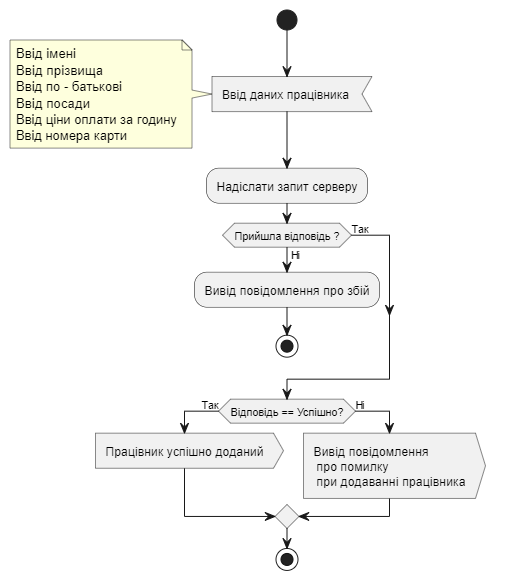 Ввід імені
Ввід прізвища
Ввід по - батькові
Ввід посади
Ввід ціни оплати за годину
Ввід номера карти
Ввід даних працівника
Надіслати запит серверу
Прийшла відповідь ?
Так
Ні
Вивід повідомлення про збій
Так
Відповідь == Успішно?
Ні
Працівник успішно доданий
Вивід повідомлення
про помилку
при додаванні працівника